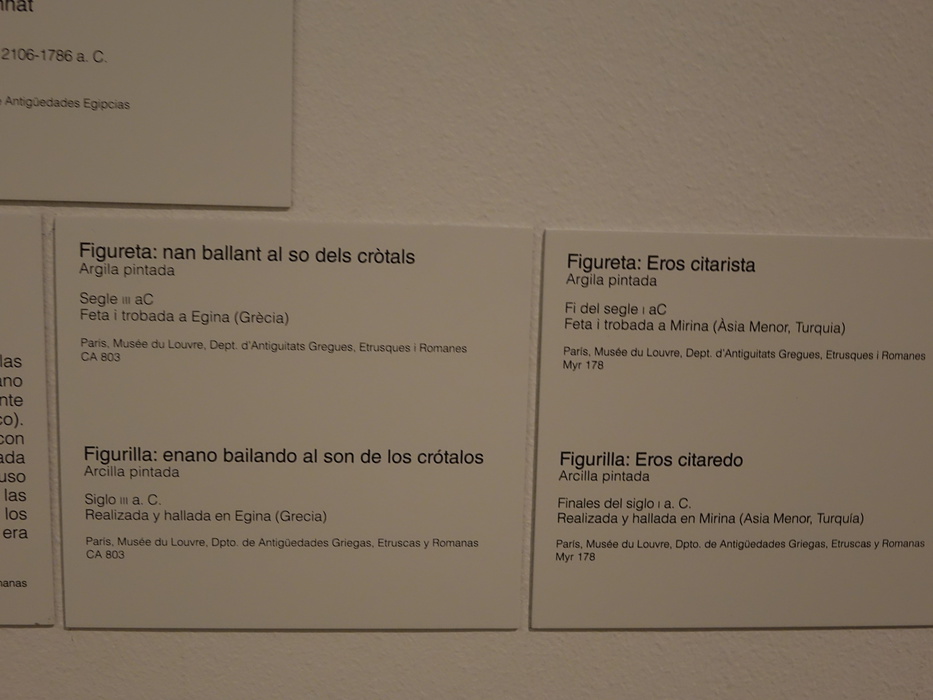 2106-1786 a. C.
Antigüedades Egipcias
las
con
las
los
era
Figureta: nan ballant al so dels cròtals
Argila pintada
Segle III aC
Feta i trobada a Egina (Grècia)
París, Musée du Louvre, Dept. d'Antiguitats Gregues, Etrusques i Romanes
CA 803
Figurilla: enano bailando al son de los crótalos
Arcilla pintada
Siglo III a. C.
Realizada y hallada en Egina (Grecia)
París, Musée du Louvre, Dpto. de Antigüedades Griegas, Etruscas y Romanas
CA 803
Figureta: Eros citarista
Argila pintada
Fi del segle I aC
Feta i trobada a Mirina (Àsia Menor, Turquia)
París, Musée du Louvre, Dept. d'Antiguitats Gregues, Etrusques i Romanes
Myr 178
Figurilla: Eros citaredo
Arcilla pintada
Finales del siglo I a. C.
Realizada y hallada en Mirina (Asia Menor, Turquía)
París, Musée du Louvre, Dpto. de Antigüedades Griegas, Etruscas y Romanas
Myr 178